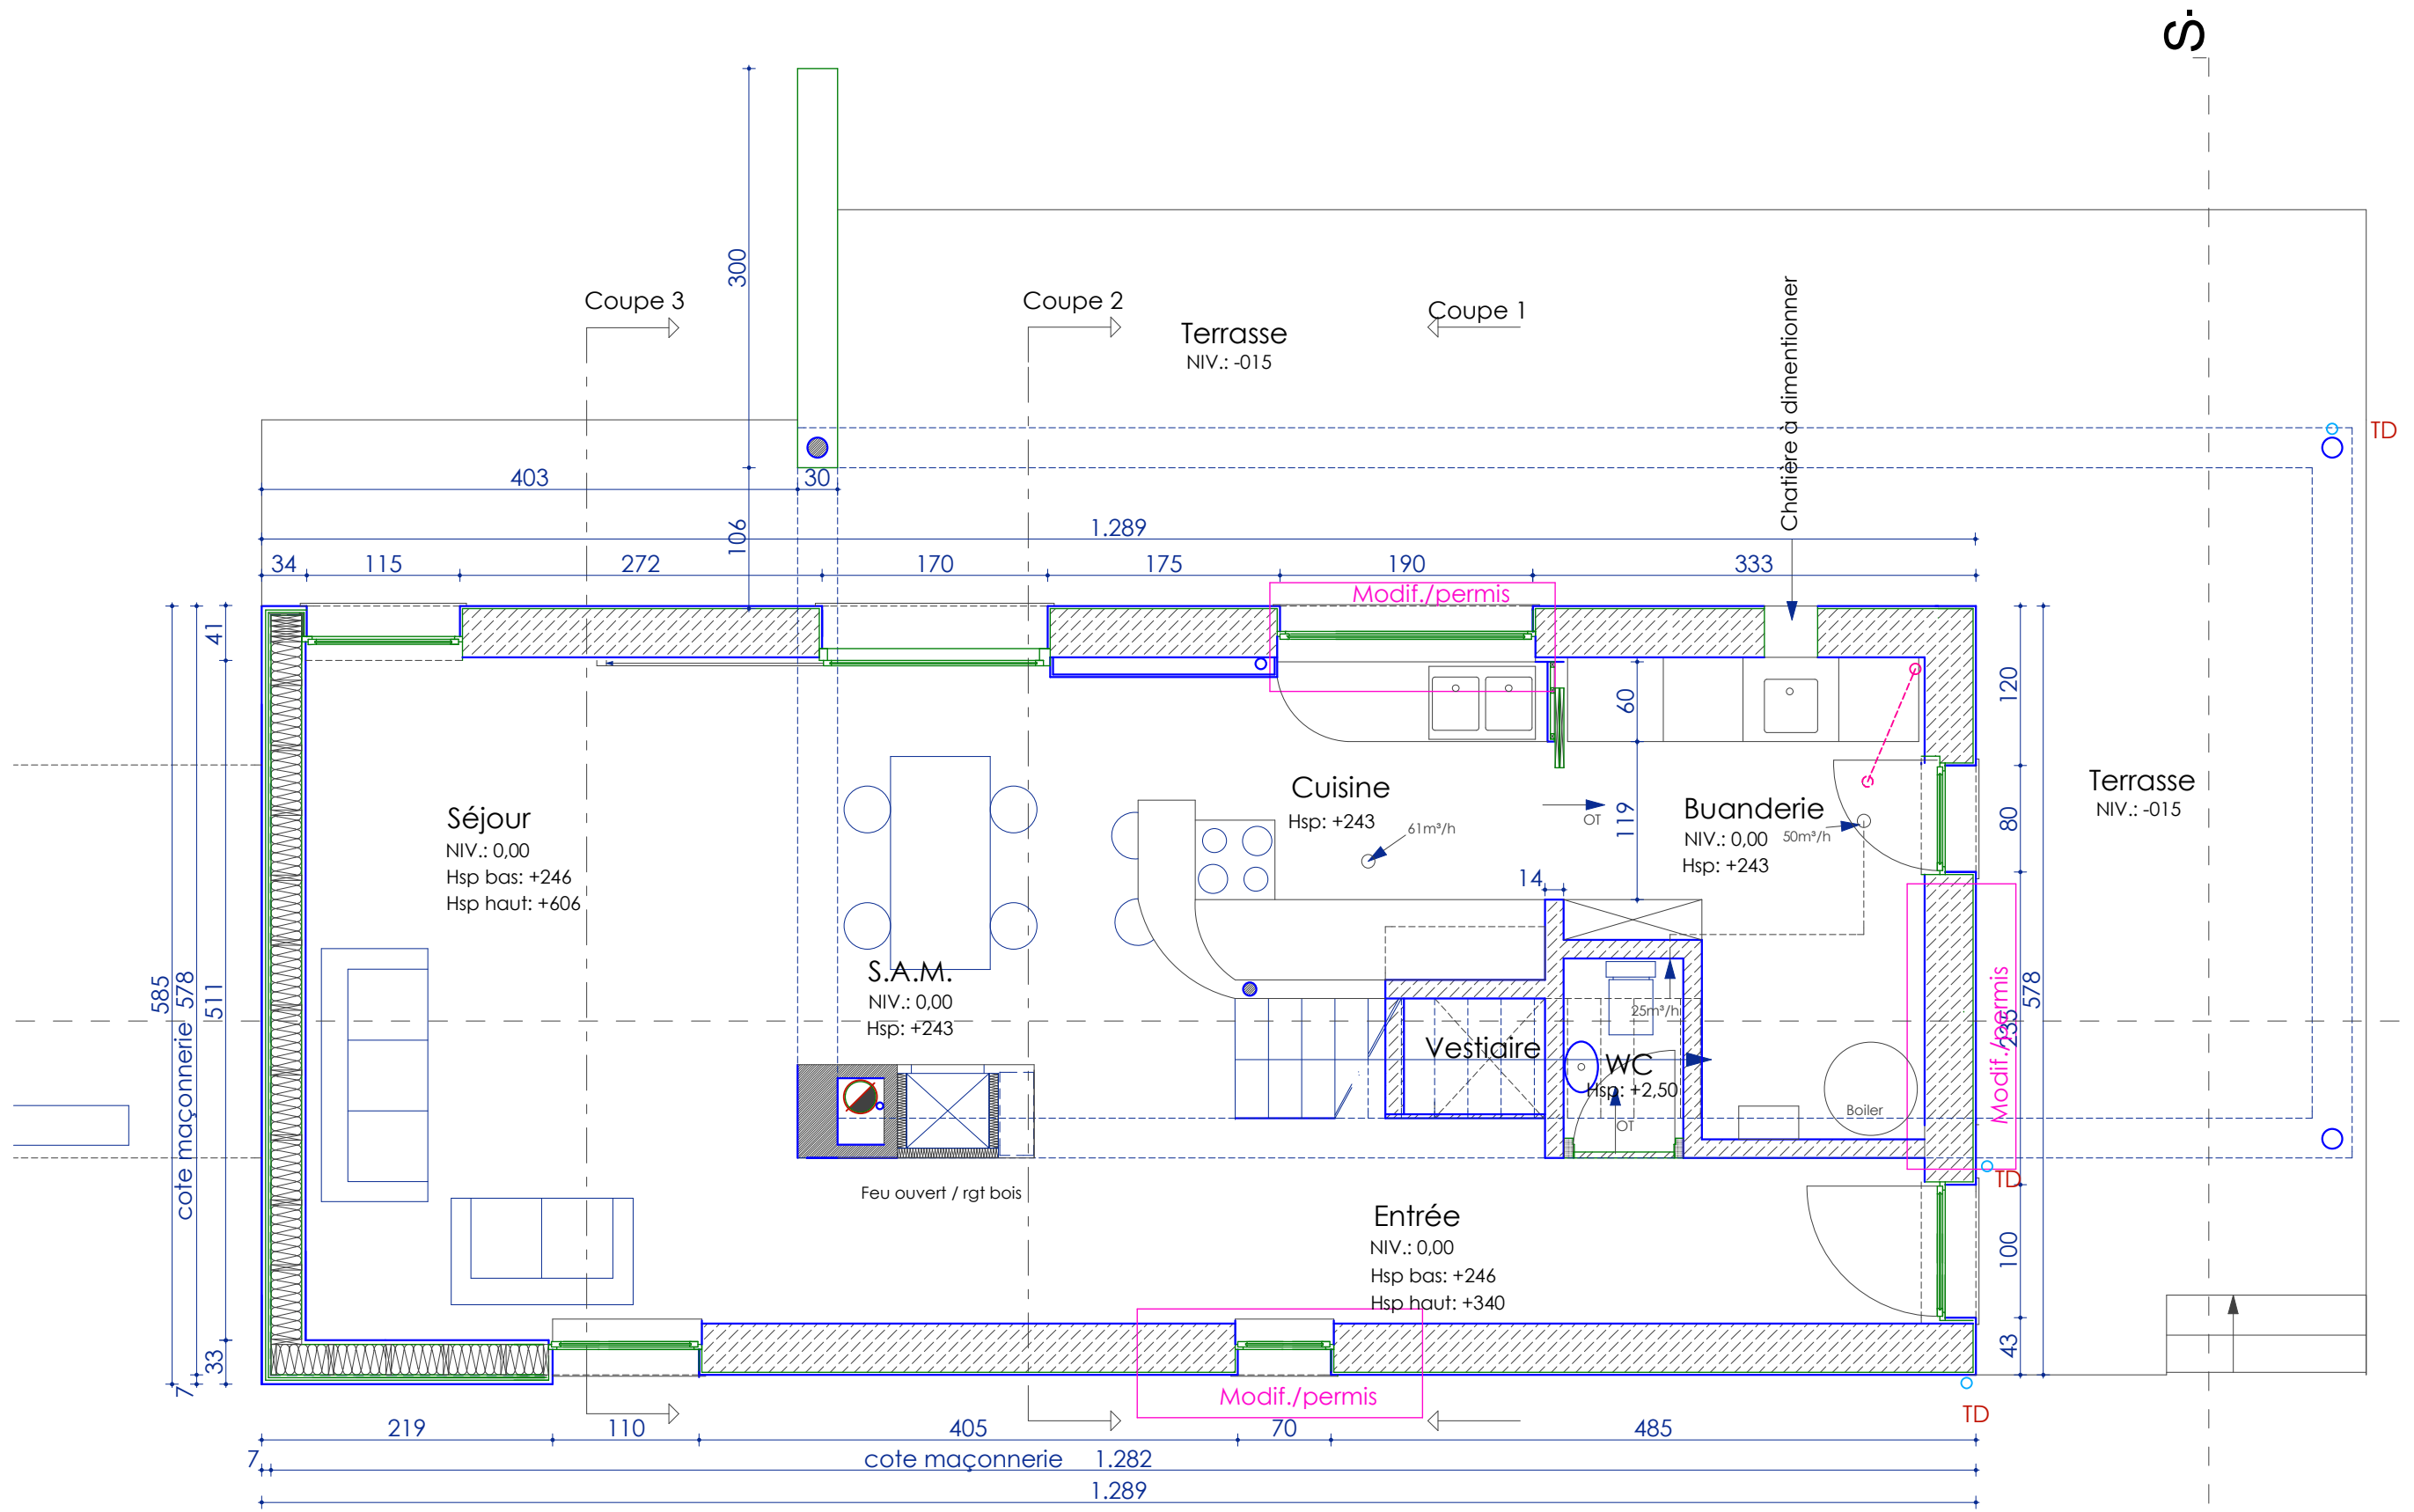 S.
300
Coupe 3
Coupe 2
Coupe 1
Terrasse
NIV.: -015
Chatière à dimentionner
TD
403
30
106
1.289
34
115
272
170
175
190
333
Modif./permis
41
60
120
Cuisine
Hsp: +243
61m³/h
OT
119
Buanderie
NIV.: 0,00
50m³/h
Hsp: +243
80
Terrasse
NIV.: -015
Séjour
NIV.: 0,00
Hsp bas: +246
Hsp haut: +606
14
S.A.M.
NIV.: 0,00
Hsp: +243
585
cote maçonnerie 578
511
25m³/h
Vestiaire
WC
Hsp: +2,50
OT
Boiler
Modif./permis
578
TD
Feu ouvert / rgt bois
Entrée
NIV.: 0,00
Hsp bas: +246
Hsp haut: +340
100
43
33
7
Modif./permis
TD
219
110
405
70
485
7
cote maçonnerie 1.282
1.289